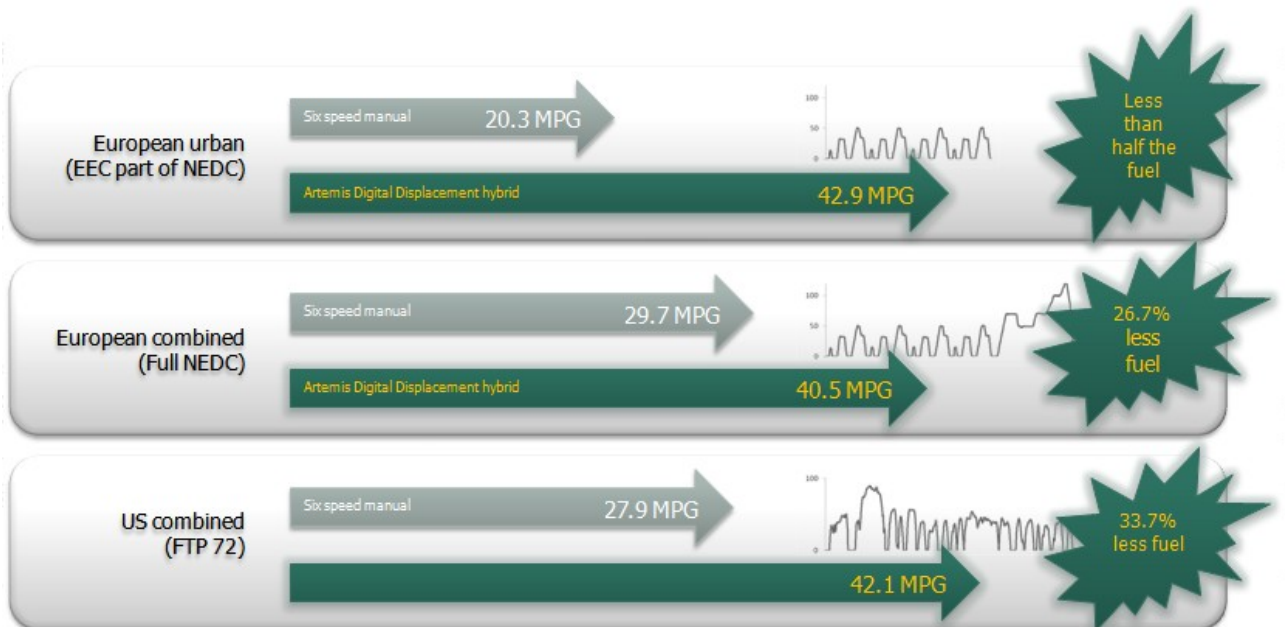 European urban
(EEC part of NEDC)
Six speed manual
20.3 MPG
Artemis Digital Displacement hybrid
42.9 MPG
100
50
0
Less
than
half the
fuel
European combined
(Full NEDC)
Six speed manual
29.7 MPG
Artemis Digital Displacement hybrid
40.5 MPG
100
50
0
26.7%
less
fuel
US combined
(FTP 72)
Six speed manual
27.9 MPG
42.1 MPG
100
50
0
33.7%
less fuel